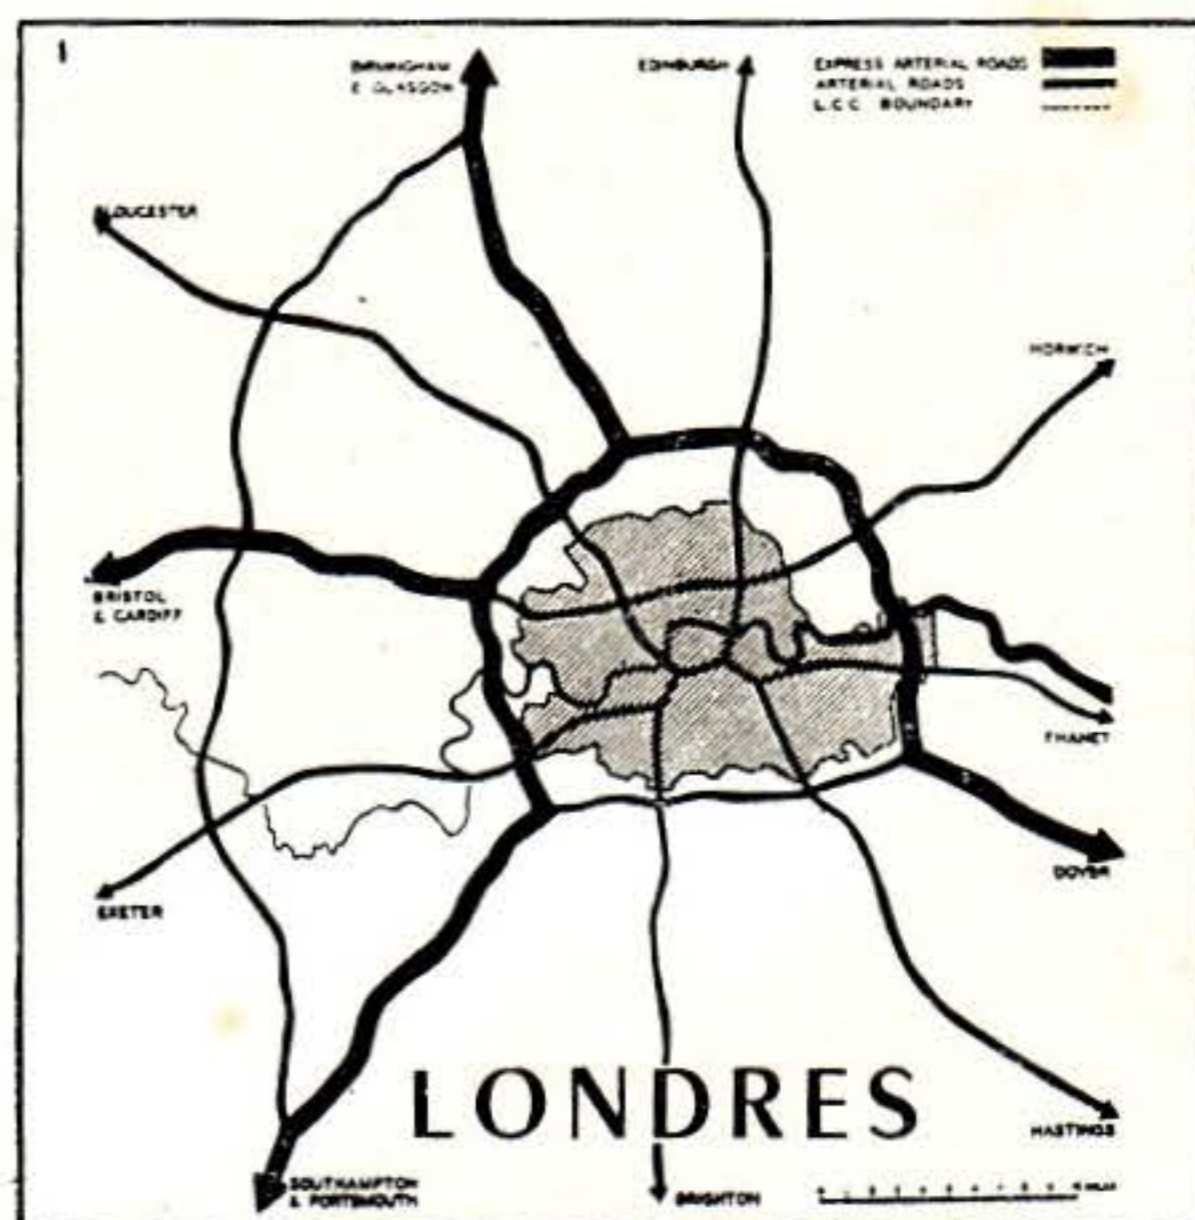 1
BIRMINGHAM
& GLASGOW
EDINBURGH
EXPRESS ARTERIAL ROADS
ARTERIAL ROADS
L.C.C. BOUNDARY
GLOUCESTER
NORWICH
BRISTOL
& CARDIFF
THANET
DOVER
EXETER
LONDRES
HASTINGS
SOUTHAMPTON
& PORTSMOUTH
BRIGHTON
MILES